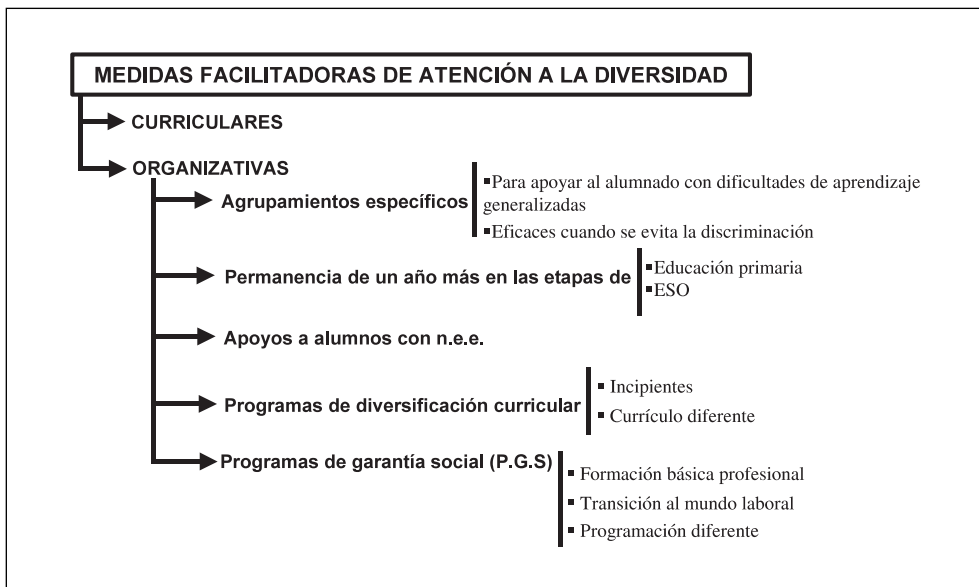 MEDIDAS FACILITADORAS DE ATENCIÓN A LA DIVERSIDAD
CURRICULARES
ORGANIZATIVAS
Agrupamientos específicos
▪Para apoyar al alumnado con dificultades de aprendizaje
generalizadas
▪Eficaces cuando se evita la discriminación
Permanencia de un año más en las etapas de
▪Educación primaria
▪ESO
Apoyos a alumnos con n.e.e.
Programas de diversificación curricular
▪ Incipientes
▪ Currículo diferente
Programas de garantía social (P.G.S)
▪ Formación básica profesional
▪ Transición al mundo laboral
▪ Programación diferente